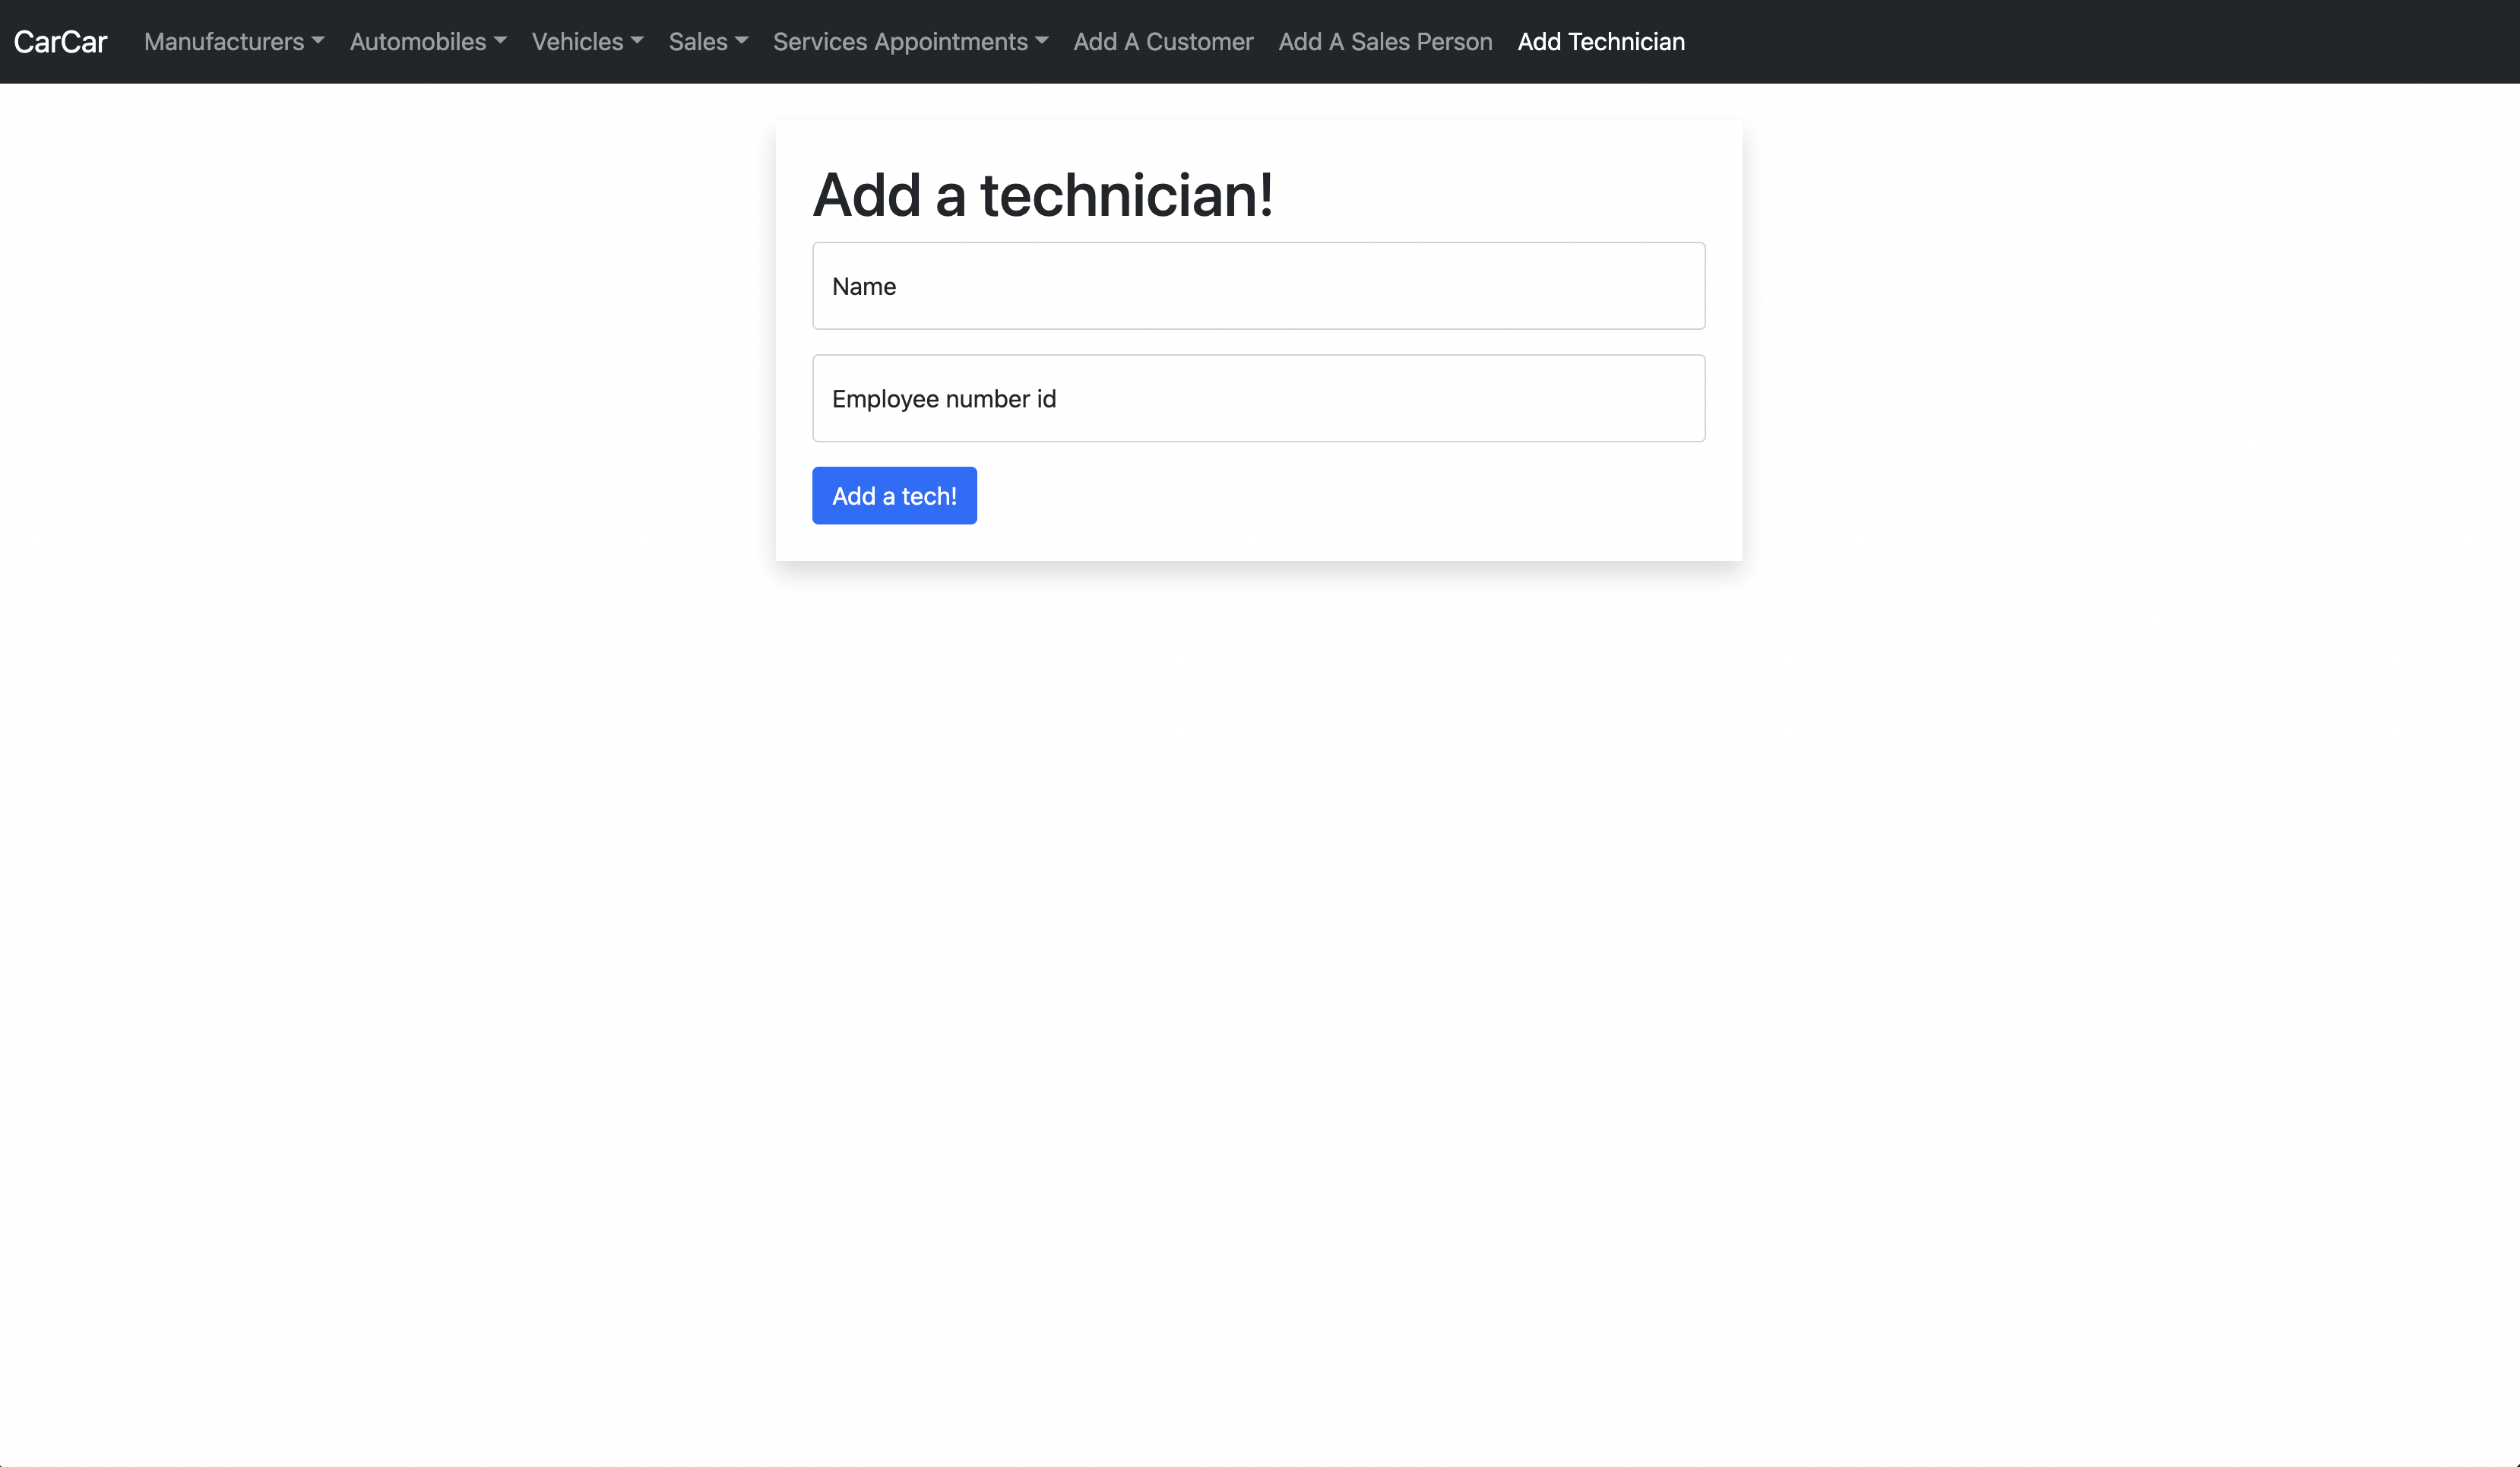 CarCar Manufacturers Automobiles Vehicles Sales Services Appointments Add A Customer Add A Sales Person Add Technician
Add a technician!
Name
Employee number id
Add a tech!